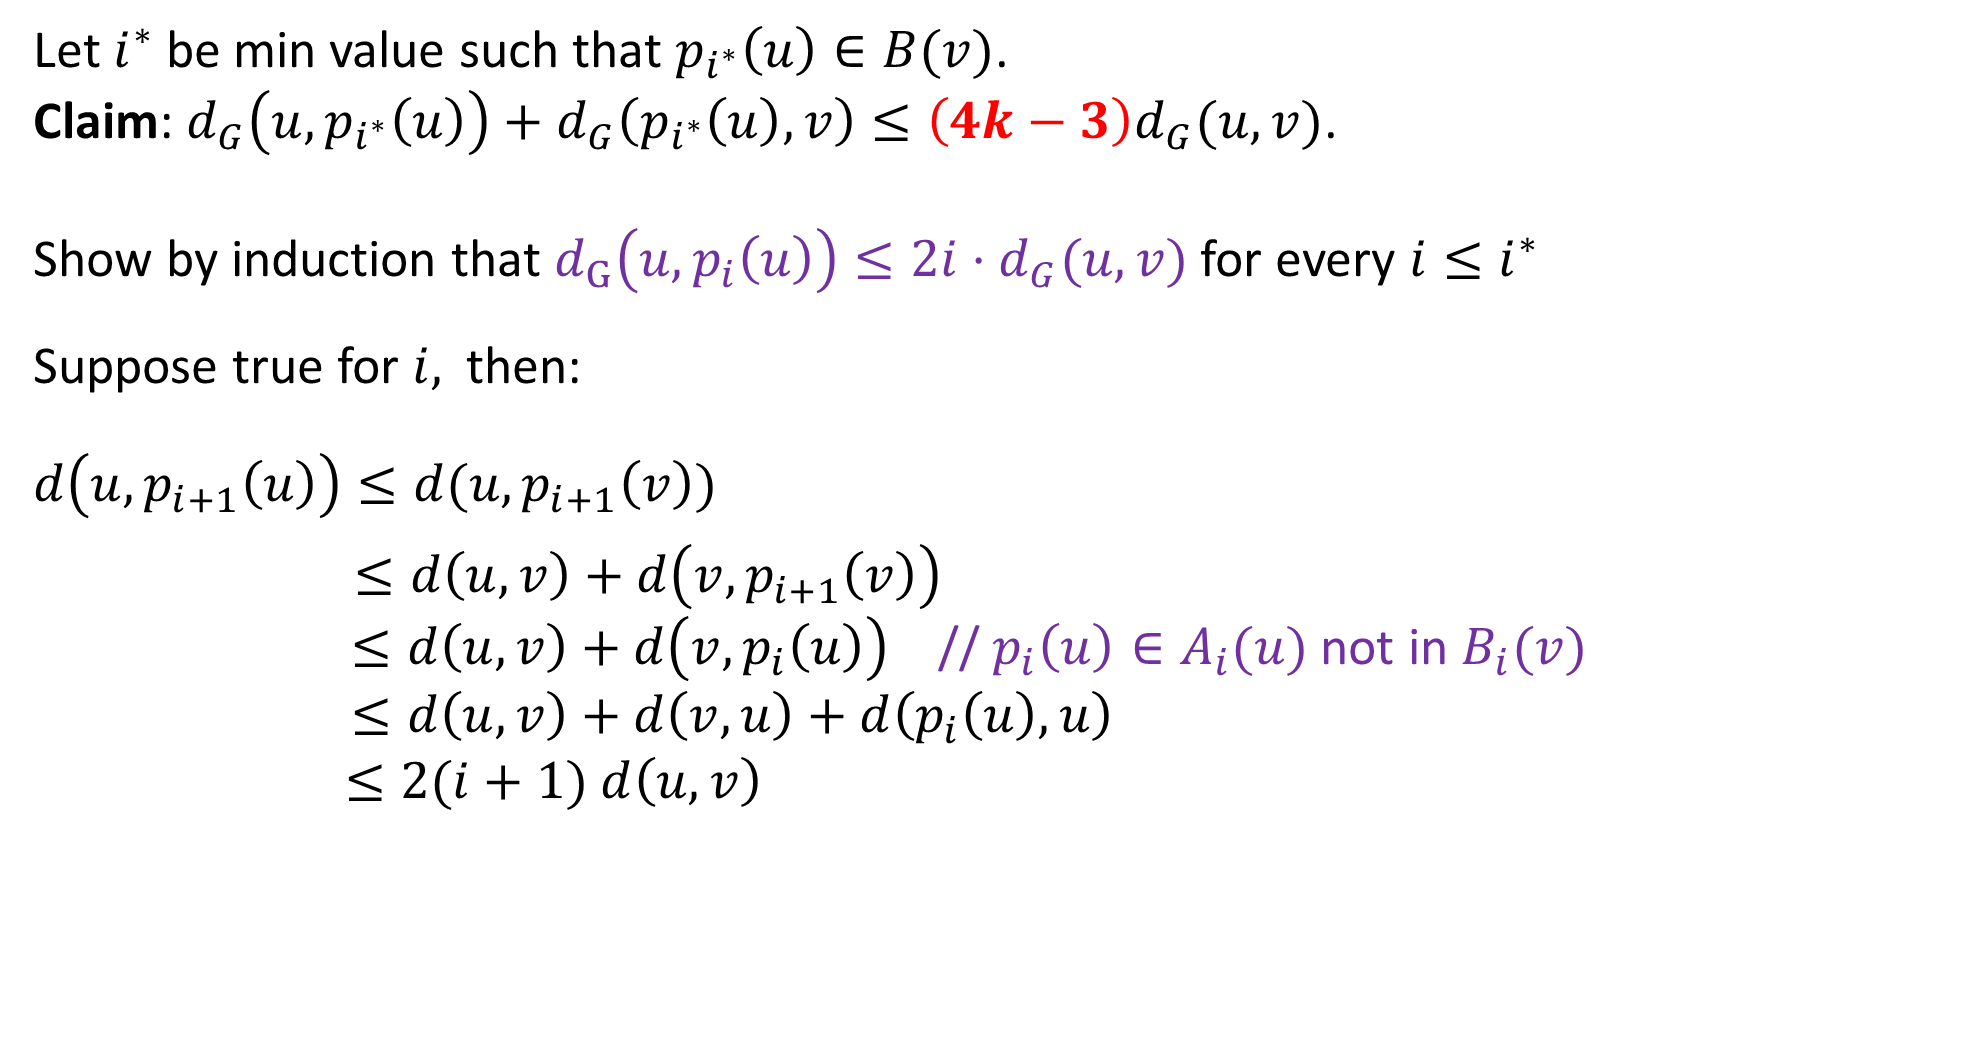 Let 𝑖* be min value such that 𝑝_{𝑖*}(𝑢) ∈ 𝐵(𝑣).
Claim: 𝑑_𝐺(𝑢, 𝑝_{𝑖*}(𝑢)) + 𝑑_𝐺(𝑝_{𝑖*}(𝑢), 𝑣) ≤ (4𝒌 − 3)𝑑_𝐺(𝑢, 𝑣).
Show by induction that 𝑑_G(𝑢, 𝑝_𝑖(𝑢)) ≤ 2𝑖 · 𝑑_𝐺(𝑢, 𝑣) for every 𝑖 ≤ 𝑖*
Suppose true for 𝑖, then:
𝑑(𝑢, 𝑝_{𝑖+1}(𝑢)) ≤ 𝑑(𝑢, 𝑝_{𝑖+1}(𝑣))
≤ 𝑑(𝑢, 𝑣) + 𝑑(𝑣, 𝑝_{𝑖+1}(𝑣))
≤ 𝑑(𝑢, 𝑣) + 𝑑(𝑣, 𝑝_𝑖(𝑢)) // 𝑝_𝑖(𝑢) ∈ 𝐴_𝑖(𝑢) not in 𝐵_𝑖(𝑣)
≤ 𝑑(𝑢, 𝑣) + 𝑑(𝑣, 𝑢) + 𝑑(𝑝_𝑖(𝑢), 𝑢)
≤ 2(𝑖 + 1) 𝑑(𝑢, 𝑣)